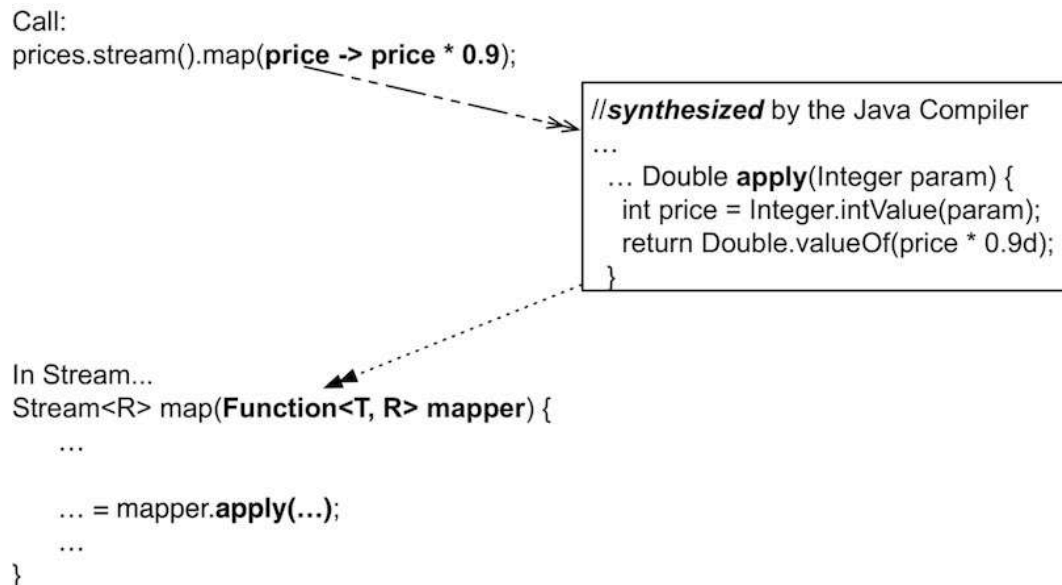 Call:
prices.stream().map(price -> price * 0.9);
//synthesized by the Java Compiler
…
… Double apply(Integer param) {
int price = Integer.intValue(param);
return Double.valueOf(price * 0.9d);
}
In Stream...
Stream<R> map(Function<T, R> mapper) {
…
… = mapper.apply(…);
…
}